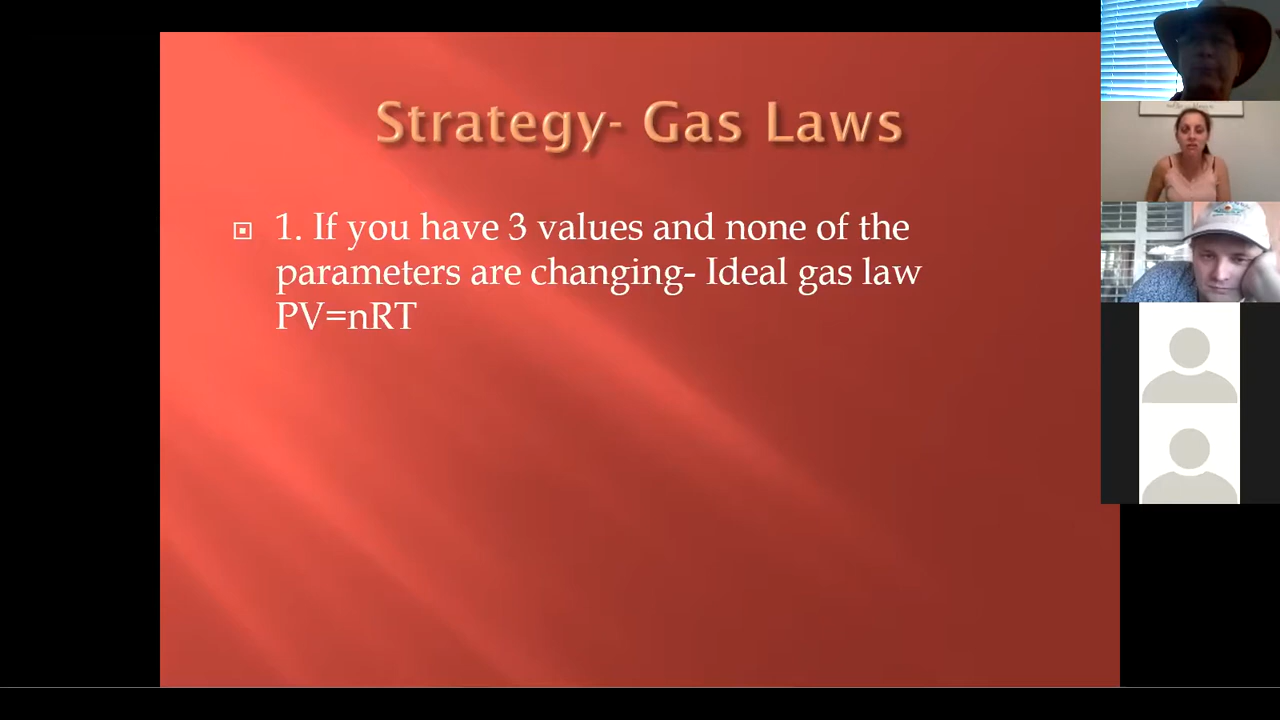 Strategy- Gas Laws
1. If you have 3 values and none of the
parameters are changing- Ideal gas law
PV=nRT